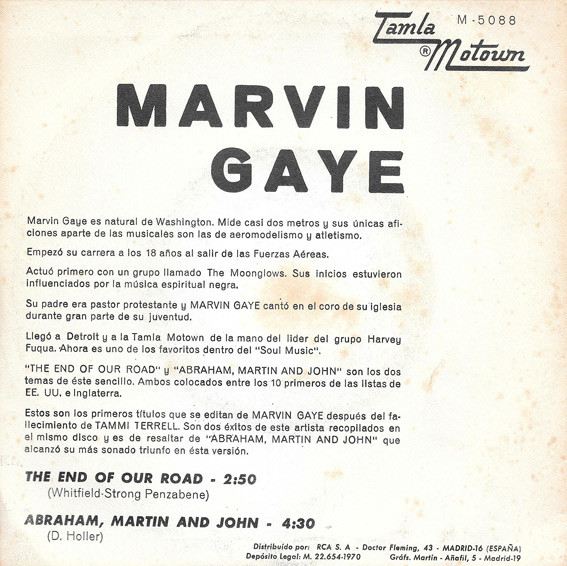 Tamla M-5088
® Motown
MARVIN
GAYE
Marvin Gaye es natural de Washington. Mide casi dos metros y sus únicas afi-
ciones aparte de las musicales son las de aeromodelismo y atletismo.
Empezó su carrera a los 18 años al salir de las Fuerzas Aéreas.
Actuó primero con un grupo llamado The Moonglows. Sus inicios estuvieron
influenciados por la música espiritual negra.
Su padre era pastor protestante y MARVIN GAYE cantó en el coro de su iglesia
durante gran parte de su juventud.
Llegó a Detroit y a la Tamla Motown de la mano del lider del grupo Harvey
Fuqua. Ahora es uno de los favoritos dentro del "Soul Music".
"THE END OF OUR ROAD" y "ABRAHAM, MARTIN AND JOHN" son los dos
temas de éste sencillo. Ambos colocados entre los 10 primeros de las listas de
EE. UU. e Inglaterra.
Estos son los primeros títulos que se editan de MARVIN GAYE después del fa-
llecimiento de TAMMI TERRELL. Son dos éxitos de este artista recopilados en
el mismo disco y es de resaltar de "ABRAHAM, MARTIN AND JOHN" que
alcanzó su más sonado triunfo en ésta versión.
THE END OF OUR ROAD - 2:50
(Whitfield-Strong Penzabene)
ABRAHAM, MARTIN AND JOHN - 4:30
(D. Holler)
Distribuido por: RCA S. A - Doctor Fleming, 43 - MADRID-16 (ESPAÑA)
Depósito Legal: M. 22.654-1970 Gráfs. Martín - Añafil, 5 - Madrid-19